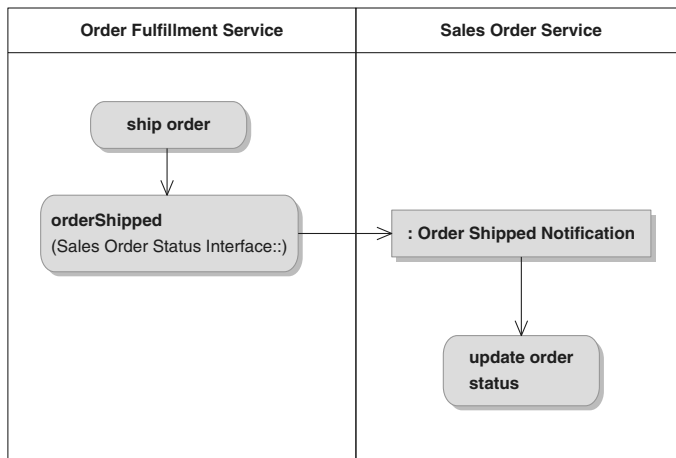 Order Fulfillment Service
Sales Order Service
ship order
orderShipped
(Sales Order Status Interface::)
: Order Shipped Notification
update order
status